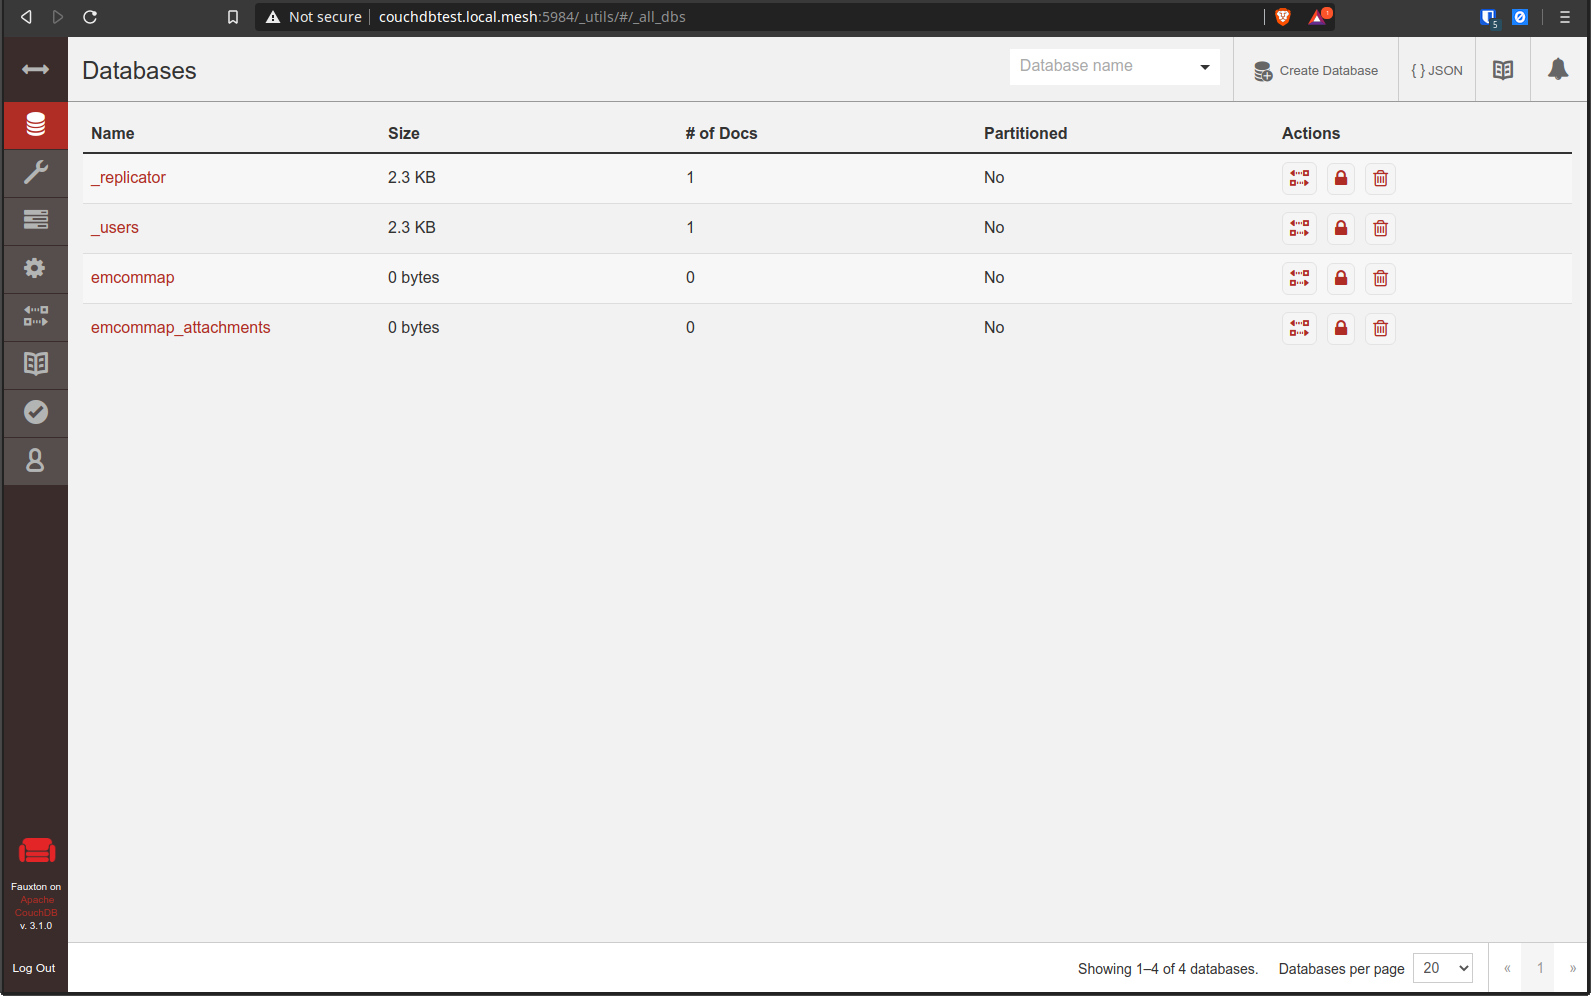 Not secure couchdbtest.local.mesh:5984/_utils/#/_all_dbs
5
Databases
Database name
Create Database
{ } JSON
Name Size # of Docs Partitioned Actions
_replicator 2.3 KB 1 No
_users 2.3 KB 1 No
emcommap 0 bytes 0 No
emcommap_attachments 0 bytes 0 No
Fauxton on
Apache
CouchDB
v. 3.1.0
Log Out
Showing 1–4 of 4 databases. Databases per page 20 « 1 »